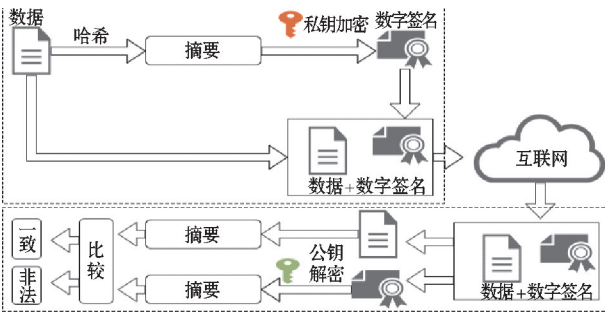 数据
哈希
摘要
私钥加密
数字签名
数据+数字签名
互联网
一致
非法
比较
摘要
公钥
解密
摘要
数据+数字签名